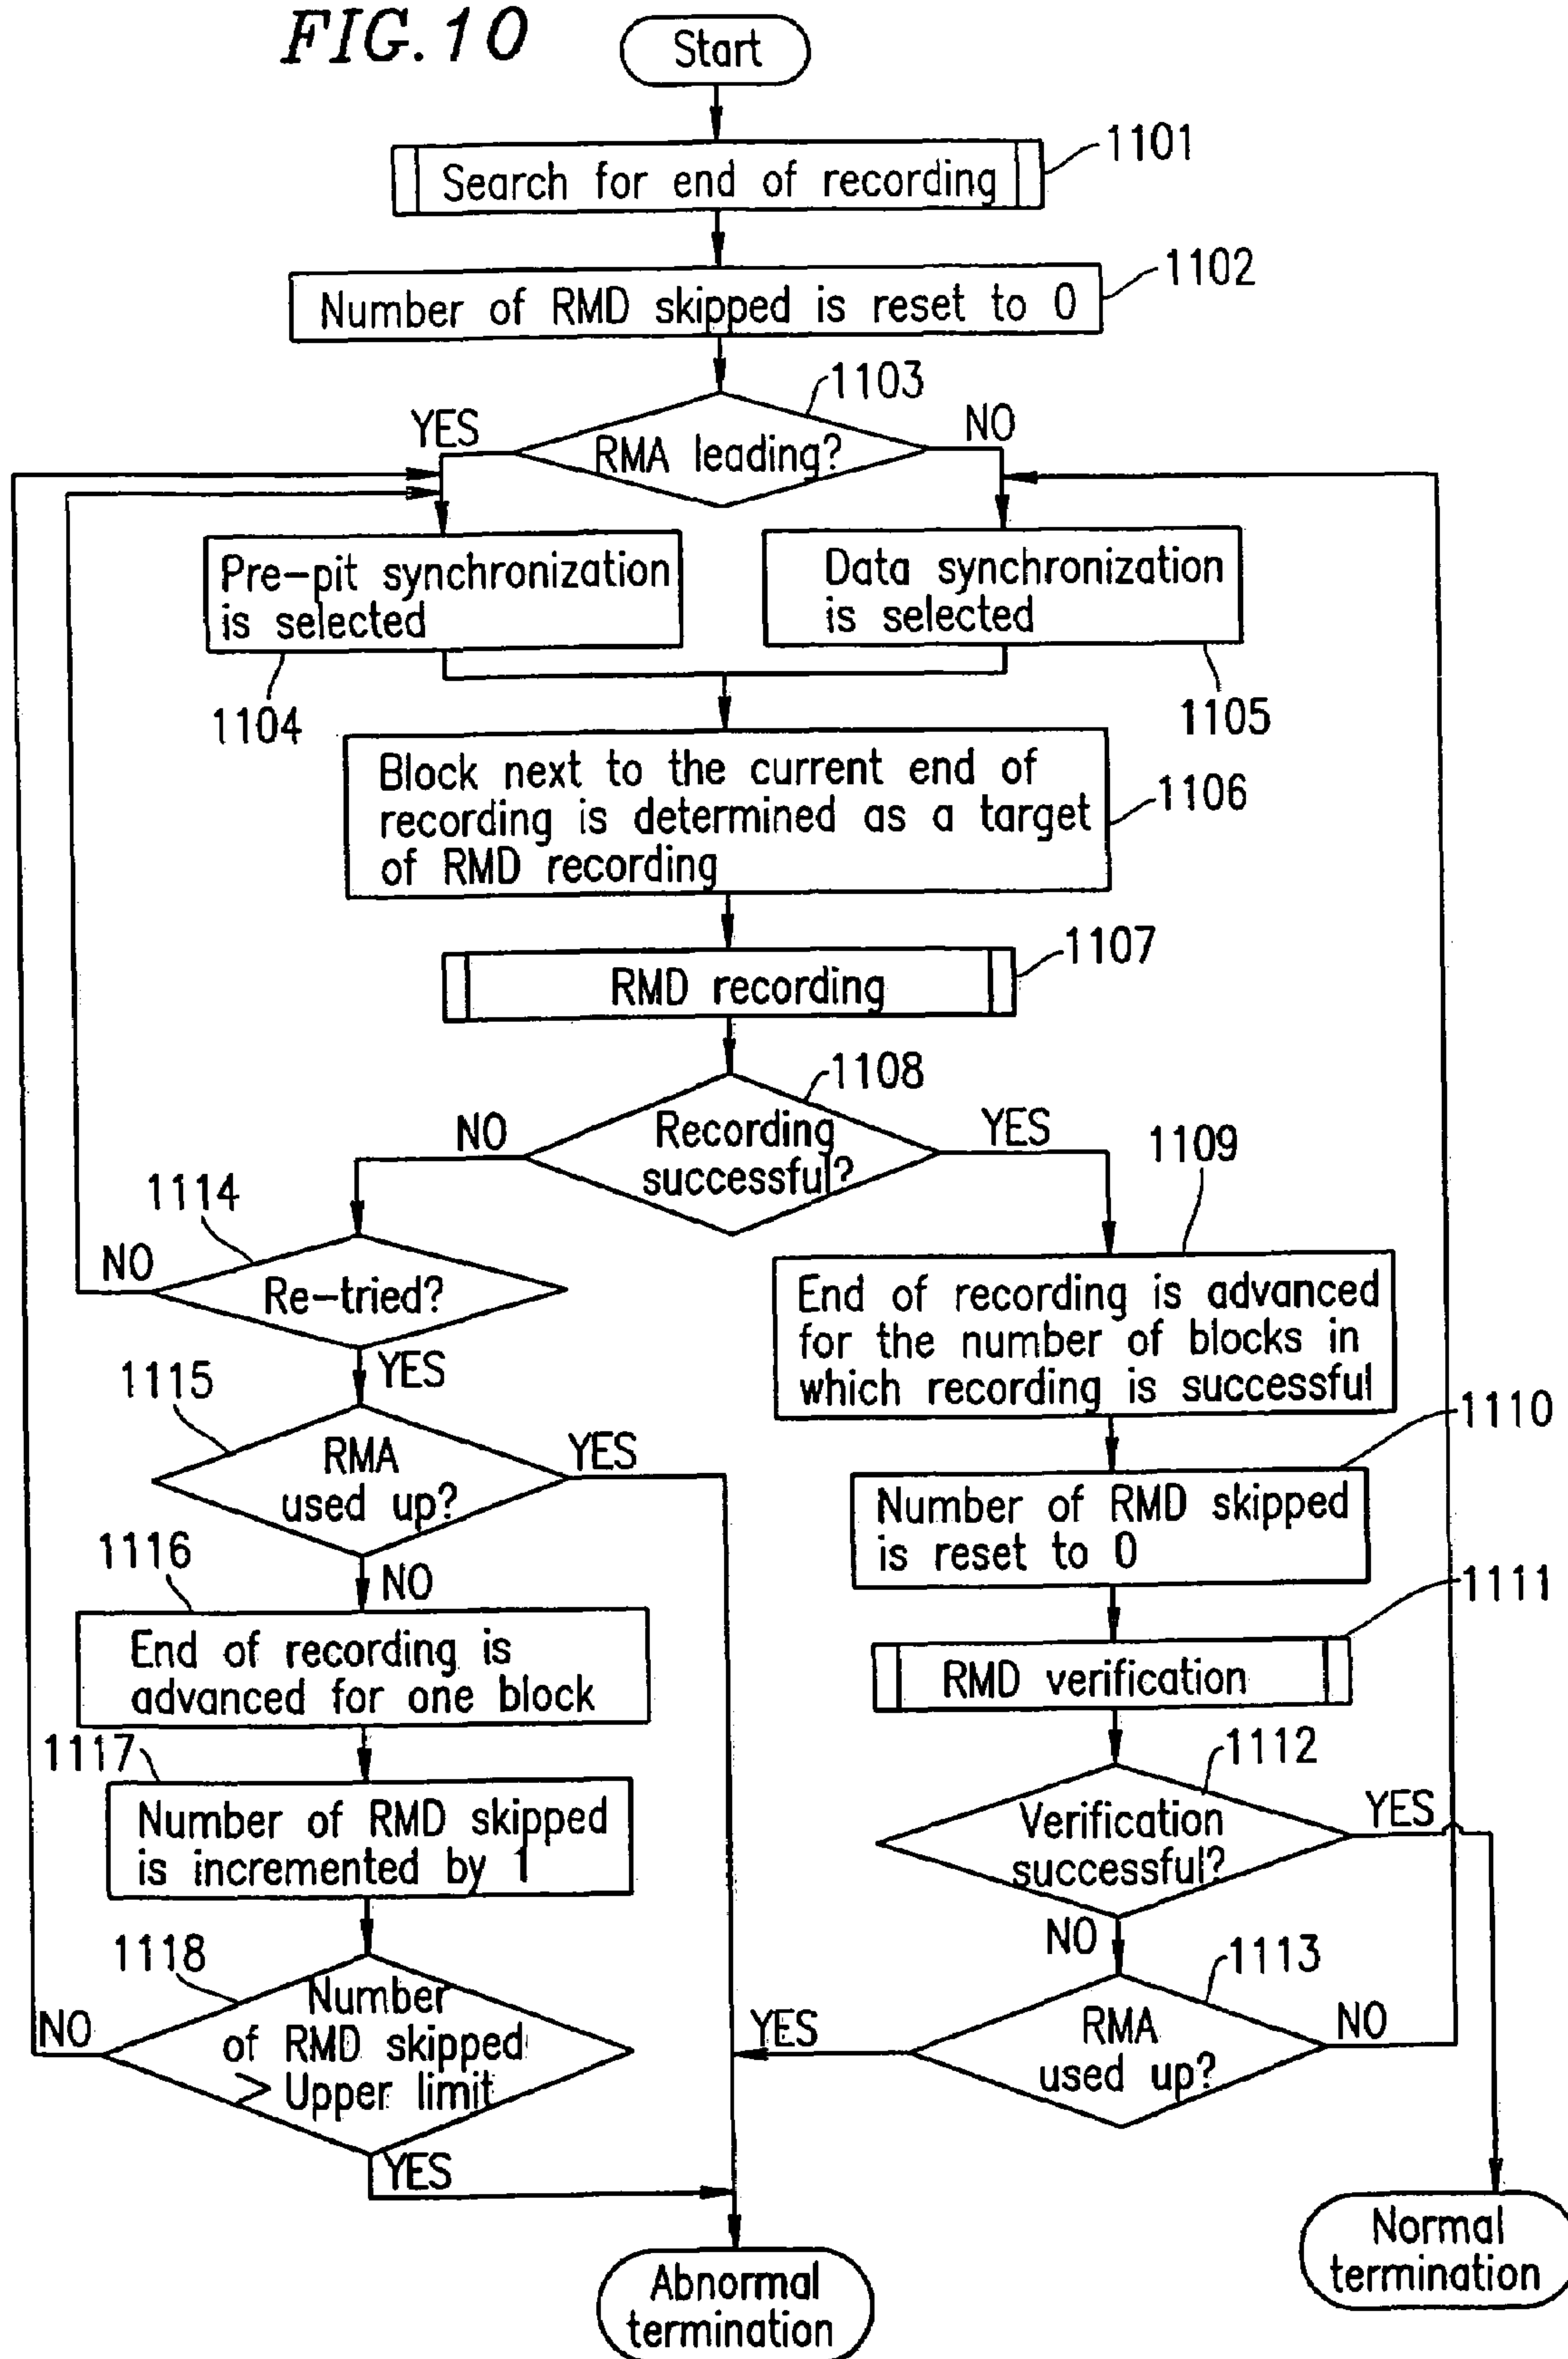 FIG. 10
Start
1101
Search for end of recording
1102
Number of RMD skipped is reset to 0
1103
YES
RMA leading?
NO
Pre-pit synchronization
is selected
Data synchronization
is selected
1104
1105
Block next to the current end of
recording is determined as a target
of RMD recording
1106
1107
RMD recording
1108
NO
Recording
successful?
YES
1109
1114
NO
Re-tried?
End of recording is advanced
for the number of blocks in
which recording is successful
YES
1115
1110
RMA
used up?
YES
Number of RMD skipped
is reset to 0
1116
NO
1111
End of recording is
advanced for one block
RMD verification
1117
1112
Number of RMD skipped
is incremented by 1
Verification
successful?
YES
1118
NO
1113
Number
of RMD skipped
> Upper limit
NO
YES
RMA
used up?
NO
YES
Normal
termination
Abnormal
termination